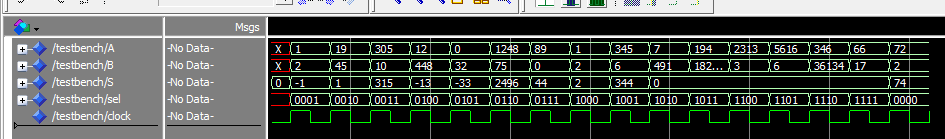 Msgs
/testbench/A -No Data- X 1 19 305 12 0 1248 89 1 345 7 194 2313 5616 346 66 72
/testbench/B -No Data- X 2 45 10 448 32 75 0 2 6 491 182... 3 6 36134 17 2
/testbench/S -No Data- 0 -1 1 315 -13 -33 2496 44 2 344 0 74
/testbench/sel -No Data- 0001 0010 0011 0100 0101 0110 0111 1000 1001 1010 1011 1100 1101 1110 1111 0000
/testbench/clock -No Data-